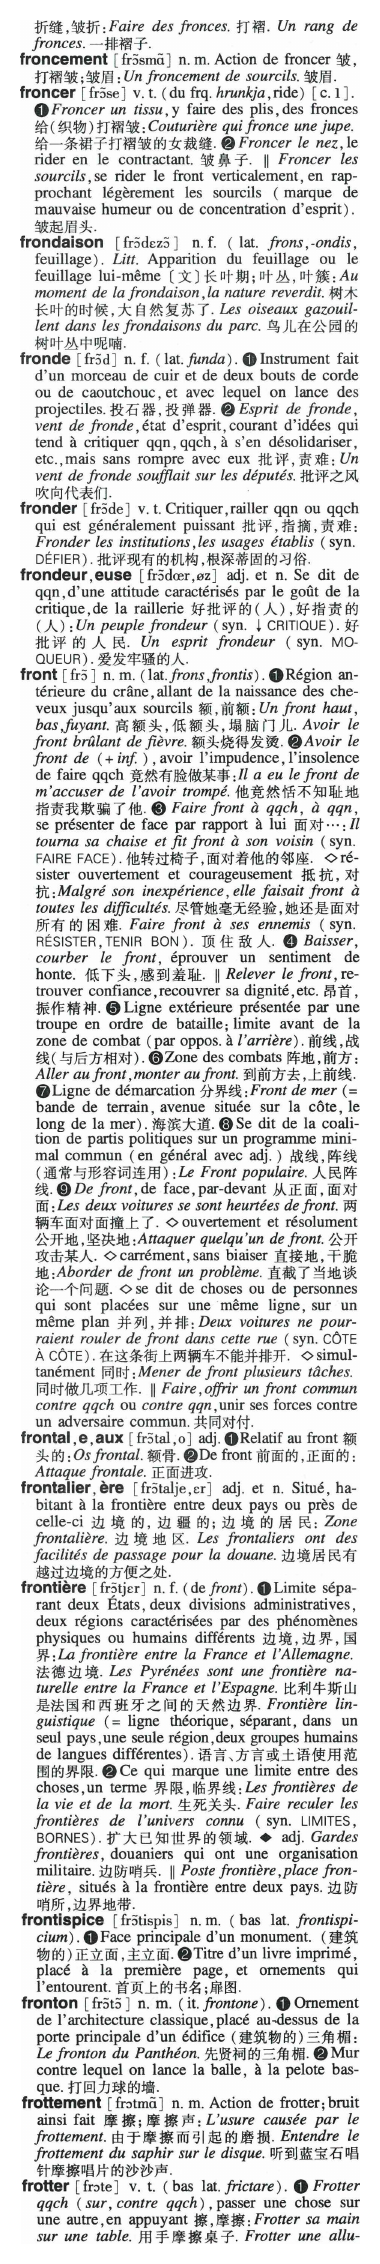 折缝,皱折:Faire des fronces. 打褶. Un rang de
fronces. 一排褶子.
froncement [frɔ̃smɑ̃] n. m. Action de froncer 皱,
打褶皱;皱眉:Un froncement de sourcils. 皱眉.
froncer [frɔ̃se] v. t. (du frq. hrunkja,ride) [c. 1].
❶Froncer un tissu,y faire des plis,des fronces
给(织物)打褶皱:Couturière qui fronce une jupe.
给一条裙子打褶皱的女裁缝. ❷Froncer le nez,le
rider en le contractant. 皱鼻子. ‖ Froncer les
sourcils,se rider le front verticalement, en rap-
prochant légèrement les sourcils ( marque de
mauvaise humeur ou de concentration d'esprit).
皱起眉头.
frondaison [frɔ̃dɛzɔ̃] n. f. ( lat. frons,-ondis,
feuillage). Litt. Apparition du feuillage ou le
feuillage lui-même〔文〕长叶期;叶丛,叶簇:Au
moment de la frondaison,la nature reverdit. 树木
长叶的时候,大自然复苏了. Les oiseaux gazouil-
lent dans les frondaisons du parc. 鸟儿在公园的
树叶丛中呢喃.
fronde [frɔ̃d] n. f. (lat. funda). ❶Instrument fait
d'un morceau de cuir et de deux bouts de corde
ou de caoutchouc, et avec lequel on lance des
projectiles. 投石器,投弹器. ❷ Esprit de fronde,
vent de fronde,état d'esprit,courant d'idées qui
tend à critiquer qqn,qqch,à s'en désolidariser,
etc.,mais sans rompre avec eux 批评,责难:Un
vent de fronde soufflait sur les députés. 批评之风
吹向代表们.
fronder [frɔ̃de] v. t. Critiquer,railler qqn ou qqch
qui est généralement puissant 批评,指摘,责难:
Fronder les institutions,les usages établis (syn.
DÉFIER). 批评现有的机构,根深蒂固的习俗.
frondeur,euse [frɔ̃dœr,øz] adj. et n. Se dit de
qqn,d'une attitude caractérisés par le goût de la
critique,de la raillerie 好批评的(人),好指责的
(人):Un peuple frondeur (syn. ↓CRITIQUE). 好
批评的人民. Un esprit frondeur ( syn. MO-
QUEUR). 爱发牢骚的人.
front [frɔ̃] n. m. (lat. frons,frontis). ❶Région an-
térieure du crâne,allant de la naissance des che-
veux jusqu'aux sourcils 额,前额:Un front haut,
bas,fuyant. 高额头,低额头,塌脑门儿. Avoir le
front brûlant de fièvre. 额头烧得发烫. ❷Avoir le
front de (+ inf. ), avoir l'impudence, l'insolence
de faire qqch 竟然有脸做某事:Il a eu le front de
m'accuser de l'avoir trompé. 他竟然恬不知耻地
指责我欺骗了他. ❸ Faire front à qqch, à qqn,
se présenter de face par rapport à lui 面对…:Il
tourna sa chaise et fit front à son voisin (syn.
FAIRE FACE). 他转过椅子,面对着他的邻座. ◇ré-
sister ouvertement et courageusement 抵抗,对
抗:Malgré son inexpérience, elle faisait front à
toutes les difficultés. 尽管她毫无经验,她还是面对
所有的困难. Faire front à ses ennemis ( syn.
RÉSISTER,TENIR BON). 顶住敌人. ❹ Baisser,
courber le front, éprouver un sentiment de
honte. 低下头,感到羞耻. ‖ Relever le front,re-
trouver confiance,recouvrer sa dignité,etc. 昂首,
振作精神. ❺Ligne extérieure présentée par une
troupe en ordre de bataille;limite avant de la
zone de combat (par oppos. à l'arrière). 前线,战
线(与后方相对). ❻Zone des combats 阵地,前方:
Aller au front,monter au front. 到前方去,上前线.
❼Ligne de démarcation 分界线:Front de mer (=
bande de terrain, avenue située sur la côte, le
long de la mer). 海滨大道. ❽Se dit de la coali-
tion de partis politiques sur un programme mini-
mal commun (en général avec adj. ) 战线,阵线
(通常与形容词连用):Le Front populaire. 人民阵
线. ❾De front,de face,par-devant 从正面,面对
面:Les deux voitures se sont heurtées de front. 两
辆车面对面撞上了. ◇ouvertement et résolument
公开地,坚决地:Attaquer quelqu'un de front. 公开
攻击某人. ◇carrément,sans biaiser 直接地,干脆
地:Aborder de front un problème. 直截了当地谈
论一个问题. ◇se dit de choses ou de personnes
qui sont placées sur une même ligne, sur un
même plan 并列,并排:Deux voitures ne pour-
raient rouler de front dans cette rue (syn. CÔTE
À CÔTE). 在这条街上两辆车不能并排开. ◇simul-
tanément 同时:Mener de front plusieurs tâches.
同时做几项工作. ‖ Faire,offrir un front commun
contre qqch ou contre qqn,unir ses forces contre
un adversaire commun. 共同对付.
frontal,e,aux [frɔ̃tal,o] adj. ❶Relatif au front 额
头的:Os frontal. 额骨. ❷De front 前面的,正面的:
Attaque frontale. 正面进攻.
frontalier,ère [frɔ̃talje,ɛr] adj. et n. Situé, ha-
bitant à la frontière entre deux pays ou près de
celle-ci 边境的, 边疆的; 边境的居民: Zone
frontalière. 边境地区. Les frontaliers ont des
facilités de passage pour la douane. 边境居民有
越过边境的方便之处.
frontière [frɔ̃tjɛr] n. f. (de front). ❶Limite sépa-
rant deux États,deux divisions administratives,
deux régions caractérisées par des phénomènes
physiques ou humains différents 边境,边界,国
界:La frontière entre la France et l'Allemagne.
法德边境. Les Pyrénées sont une frontière na-
turelle entre la France et l'Espagne. 比利牛斯山
是法国和西班牙之间的天然边界. Frontière lin-
guistique (= ligne théorique, séparant, dans un
seul pays,une seule région,deux groupes humains
de langues différentes). 语言、方言或土语使用范
围的界限. ❷Ce qui marque une limite entre des
choses,un terme 界限,临界线:Les frontières de
la vie et de la mort. 生死关头. Faire reculer les
frontières de l'univers connu ( syn. LIMITES,
BORNES). 扩大已知世界的领域. ◆ adj. Gardes
frontières, douaniers qui ont une organisation
militaire. 边防哨兵. ‖ Poste frontière,place fron-
tière, situés à la frontière entre deux pays. 边防
哨所,边界地带.
frontispice [frɔ̃tispis] n. m. ( bas lat. frontispi-
cium). ❶Face principale d'un monument. (建筑
物的)正立面,主立面. ❷Titre d'un livre imprimé,
placé à la première page, et ornements qui
l'entourent. 首页上的书名;扉图.
fronton [frɔ̃tɔ̃] n. m. (it. frontone). ❶Ornement
de l'architecture classique,placé au-dessus de la
porte principale d'un édifice (建筑物的)三角楣:
Le fronton du Panthéon. 先贤祠的三角楣. ❷Mur
contre lequel on lance la balle, à la pelote bas-
que. 打回力球的墙.
frottement [frɔtmɑ̃] n. m. Action de frotter;bruit
ainsi fait 摩擦; 摩擦声: L'usure causée par le
frottement. 由于摩擦而引起的磨损. Entendre le
frottement du saphir sur le disque. 听到蓝宝石唱
针摩擦唱片的沙沙声.
frotter [frɔte] v. t. ( bas lat. frictare). ❶ Frotter
qqch (sur, contre qqch),passer une chose sur
une autre,en appuyant 擦,摩擦:Frotter sa main
sur une table. 用手摩擦桌子. Frotter une allu-